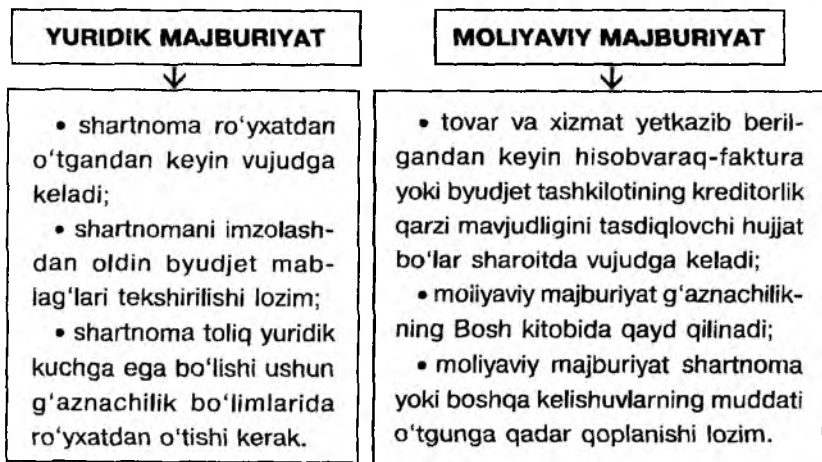 YURIDIK MAJBURIYAT
• shartnoma ro‘yxatdan
o‘tgandan keyin vujudga
keladi;
• shartnomani imzolash-
dan oldin byudjet mab-
lag‘lari tekshirilishi lozim;
• shartnoma toliq yuridik
kuchga ega bo‘lishi ushun
g‘aznachilik bo‘limlarida
ro‘yxatdan o‘tishi kerak.
MOLIYAVIY MAJBURIYAT
• tovar va xizmat yetkazib beril-
gandan keyin hisobvaraq-faktura
yoki byudjet tashkilotining kreditorlik
qarzi mavjudligini tasdiqlovchi hujjat
bo‘lar sharoitda vujudga keladi;
• moiiyaviy majburiyat g‘aznachilik-
ning Bosh kitobida qayd qilinadi;
• moliyaviy majburiyat shartnoma
yoki boshqa kelishuvlarning muddati
o‘tgunga qadar qoplanishi lozim.